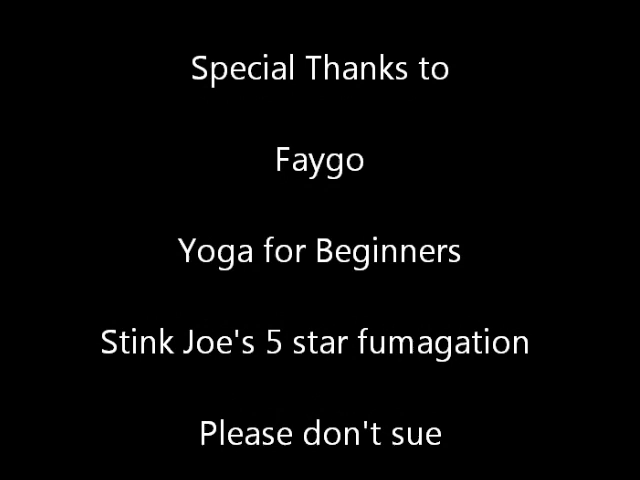 Special Thanks to
Faygo
Yoga for Beginners
Stink Joe's 5 star fumagation
Please don't sue